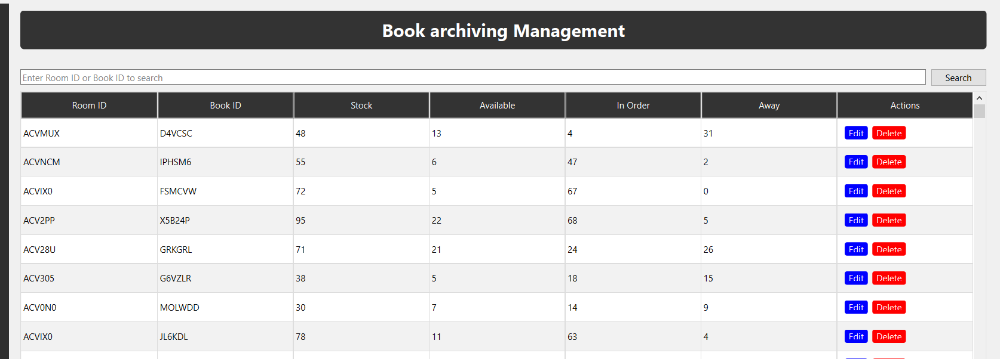 Book archiving Management
Enter Room ID or Book ID to search Search
Room ID Book ID Stock Available In Order Away Actions
ACVMUX D4VCSC 48 13 4 31 Edit Delete
ACVNCM IPHSM6 55 6 47 2 Edit Delete
ACVIX0 FSMCVW 72 5 67 0 Edit Delete
ACV2PP X5B24P 95 22 68 5 Edit Delete
ACV28U GRKGRL 71 21 24 26 Edit Delete
ACV305 G6VZLR 38 5 18 15 Edit Delete
ACV0N0 MOLWDD 30 7 14 9 Edit Delete
ACVIX0 JL6KDL 78 11 63 4 Edit Delete